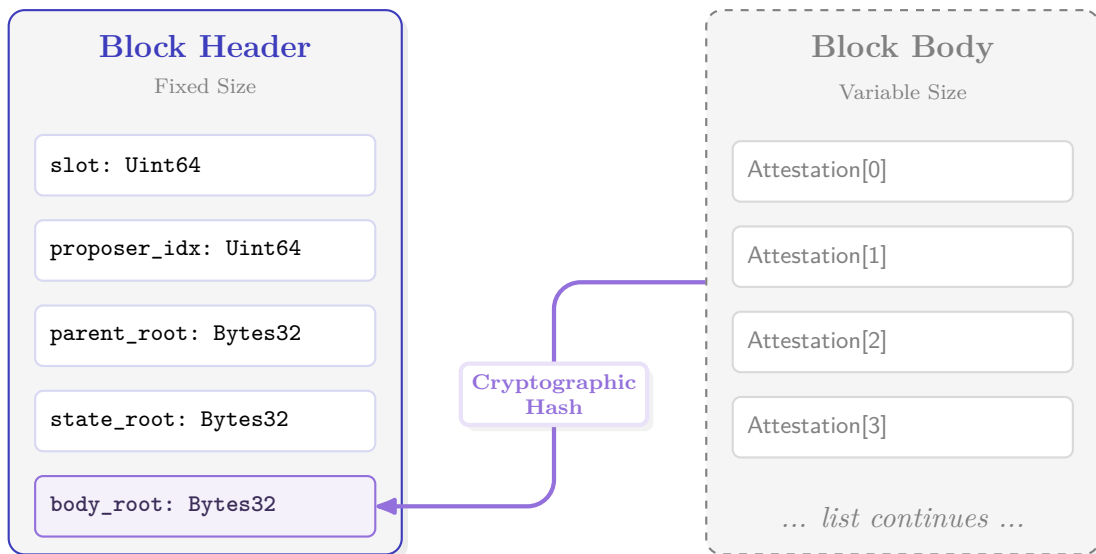 Block Header
Fixed Size
slot: Uint64
proposer_idx: Uint64
parent_root: Bytes32
state_root: Bytes32
body_root: Bytes32
Cryptographic
Hash
Block Body
Variable Size
Attestation[0]
Attestation[1]
Attestation[2]
Attestation[3]
... list continues ...